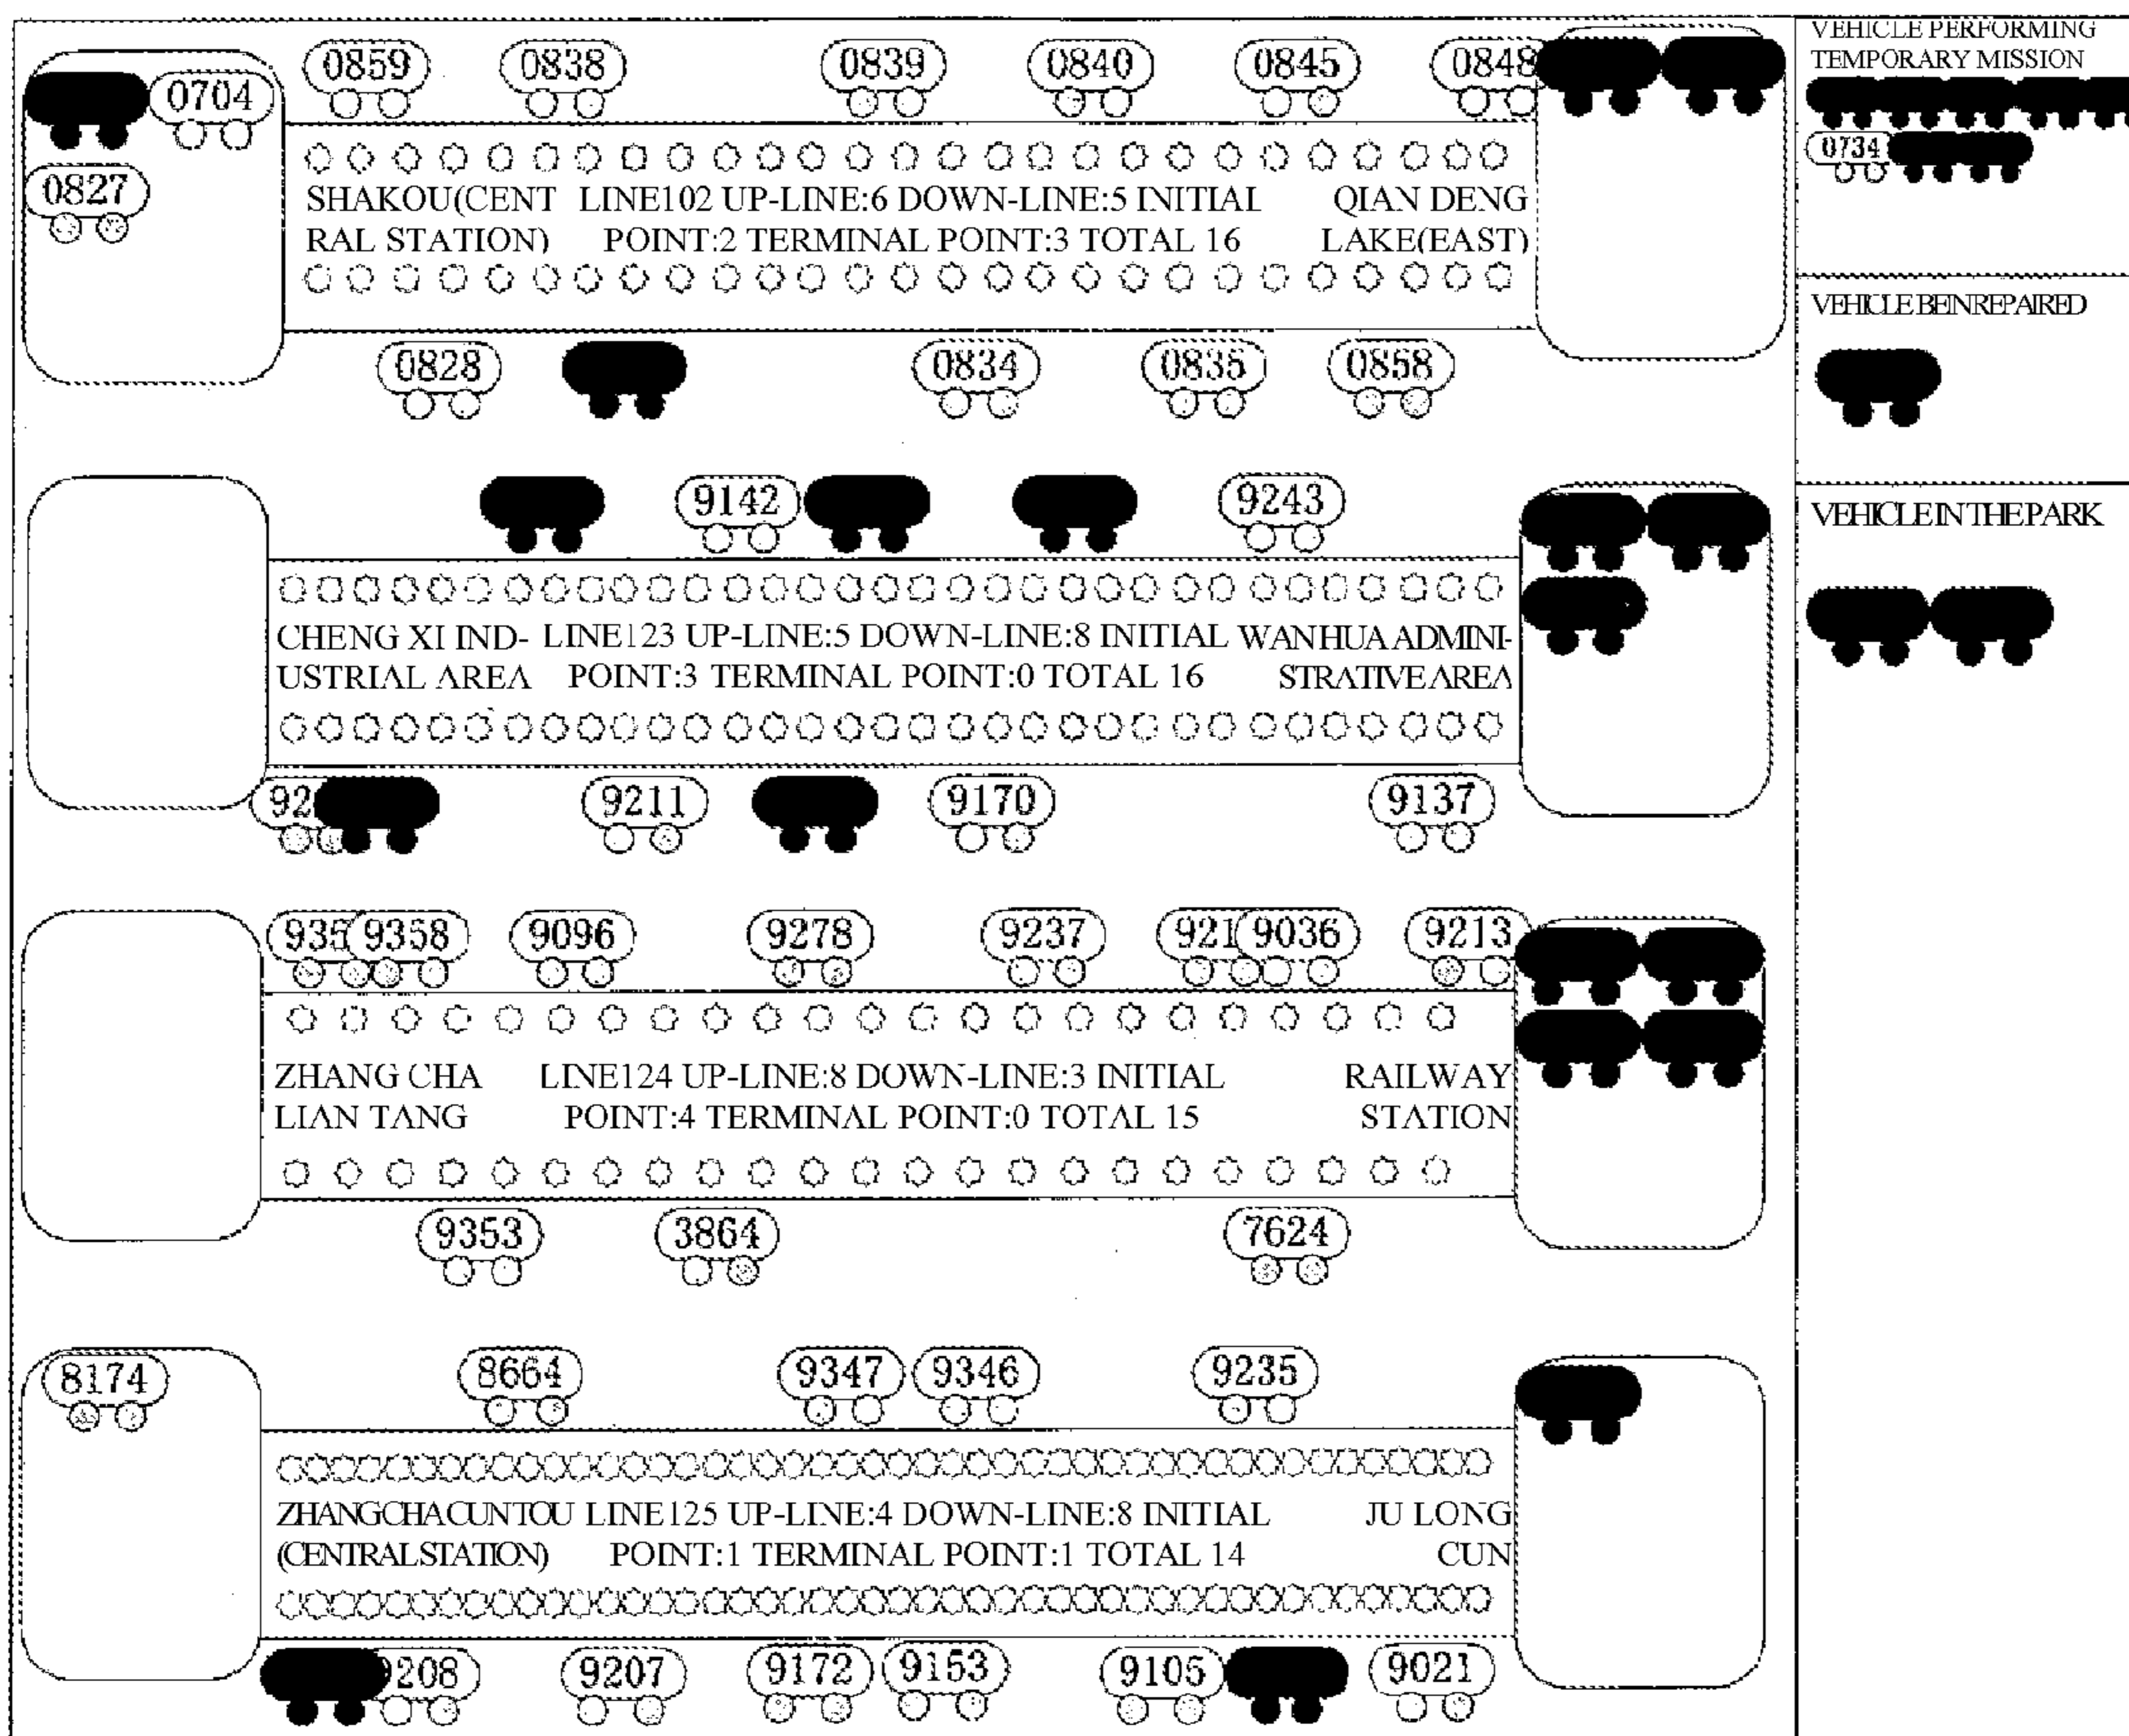 VEHICLE PERFORMING
TEMPORARY MISSION
0734
VEHICLE BEIN REPAIRED
VEHICLE IN THE PARK
0859 0838 0839 0840 0845 0848
0704
0827
SHAKOU(CENT LINE102 UP-LINE:6 DOWN-LINE:5 INITIAL QIAN DENG
RAL STATION) POINT:2 TERMINAL POINT:3 TOTAL 16 LAKE(EAST)
0828 0834 0835 0858
9142 9243
CHENG XI IND- LINE123 UP-LINE:5 DOWN-LINE:8 INITIAL WANHUA ADMINI-
USTRIAL AREA POINT:3 TERMINAL POINT:0 TOTAL 16 STRATIVE AREA
9211 9170 9137
9358 9096 9278 9237 9036 9213
ZHANG CHA LINE124 UP-LINE:8 DOWN-LINE:3 INITIAL RAILWAY
LIAN TANG POINT:4 TERMINAL POINT:0 TOTAL 15 STATION
9353 3864 7624
8174 8664 9347 9346 9235
ZHANGCHACUNTOU LINE125 UP-LINE:4 DOWN-LINE:8 INITIAL JU LONG
(CENTRAL STATION) POINT:1 TERMINAL POINT:1 TOTAL 14 CUN
9207 9172 9153 9105 9021